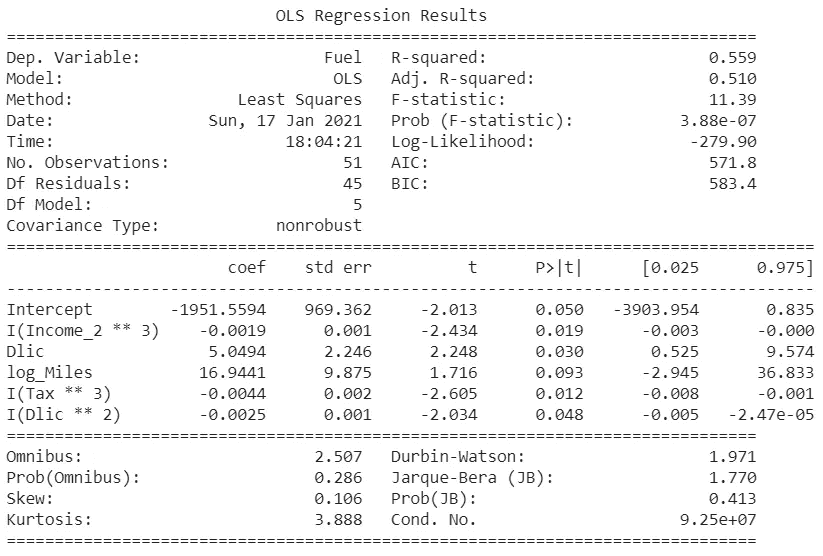 OLS Regression Results
==============================================================================
Dep. Variable: Fuel R-squared: 0.559
Model: OLS Adj. R-squared: 0.510
Method: Least Squares F-statistic: 11.39
Date: Sun, 17 Jan 2021 Prob (F-statistic): 3.88e-07
Time: 18:04:21 Log-Likelihood: -279.90
No. Observations: 51 AIC: 571.8
Df Residuals: 45 BIC: 583.4
Df Model: 5
Covariance Type: nonrobust
====================================================================================
coef std err t P>|t| [0.025 0.975]
------------------------------------------------------------------------------------
Intercept -1951.5594 969.362 -2.013 0.050 -3903.954 0.835
I(Income_2 ** 3) -0.0019 0.001 -2.434 0.019 -0.003 -0.000
Dlic 5.0494 2.246 2.248 0.030 0.525 9.574
log_Miles 16.9441 9.875 1.716 0.093 -2.945 36.833
I(Tax ** 3) -0.0044 0.002 -2.605 0.012 -0.008 -0.001
I(Dlic ** 2) -0.0025 0.001 -2.034 0.048 -0.005 -2.47e-05
==============================================================================
Omnibus: 2.507 Durbin-Watson: 1.971
Prob(Omnibus): 0.286 Jarque-Bera (JB): 1.770
Skew: 0.106 Prob(JB): 0.413
Kurtosis: 3.888 Cond. No. 9.25e+07
==============================================================================